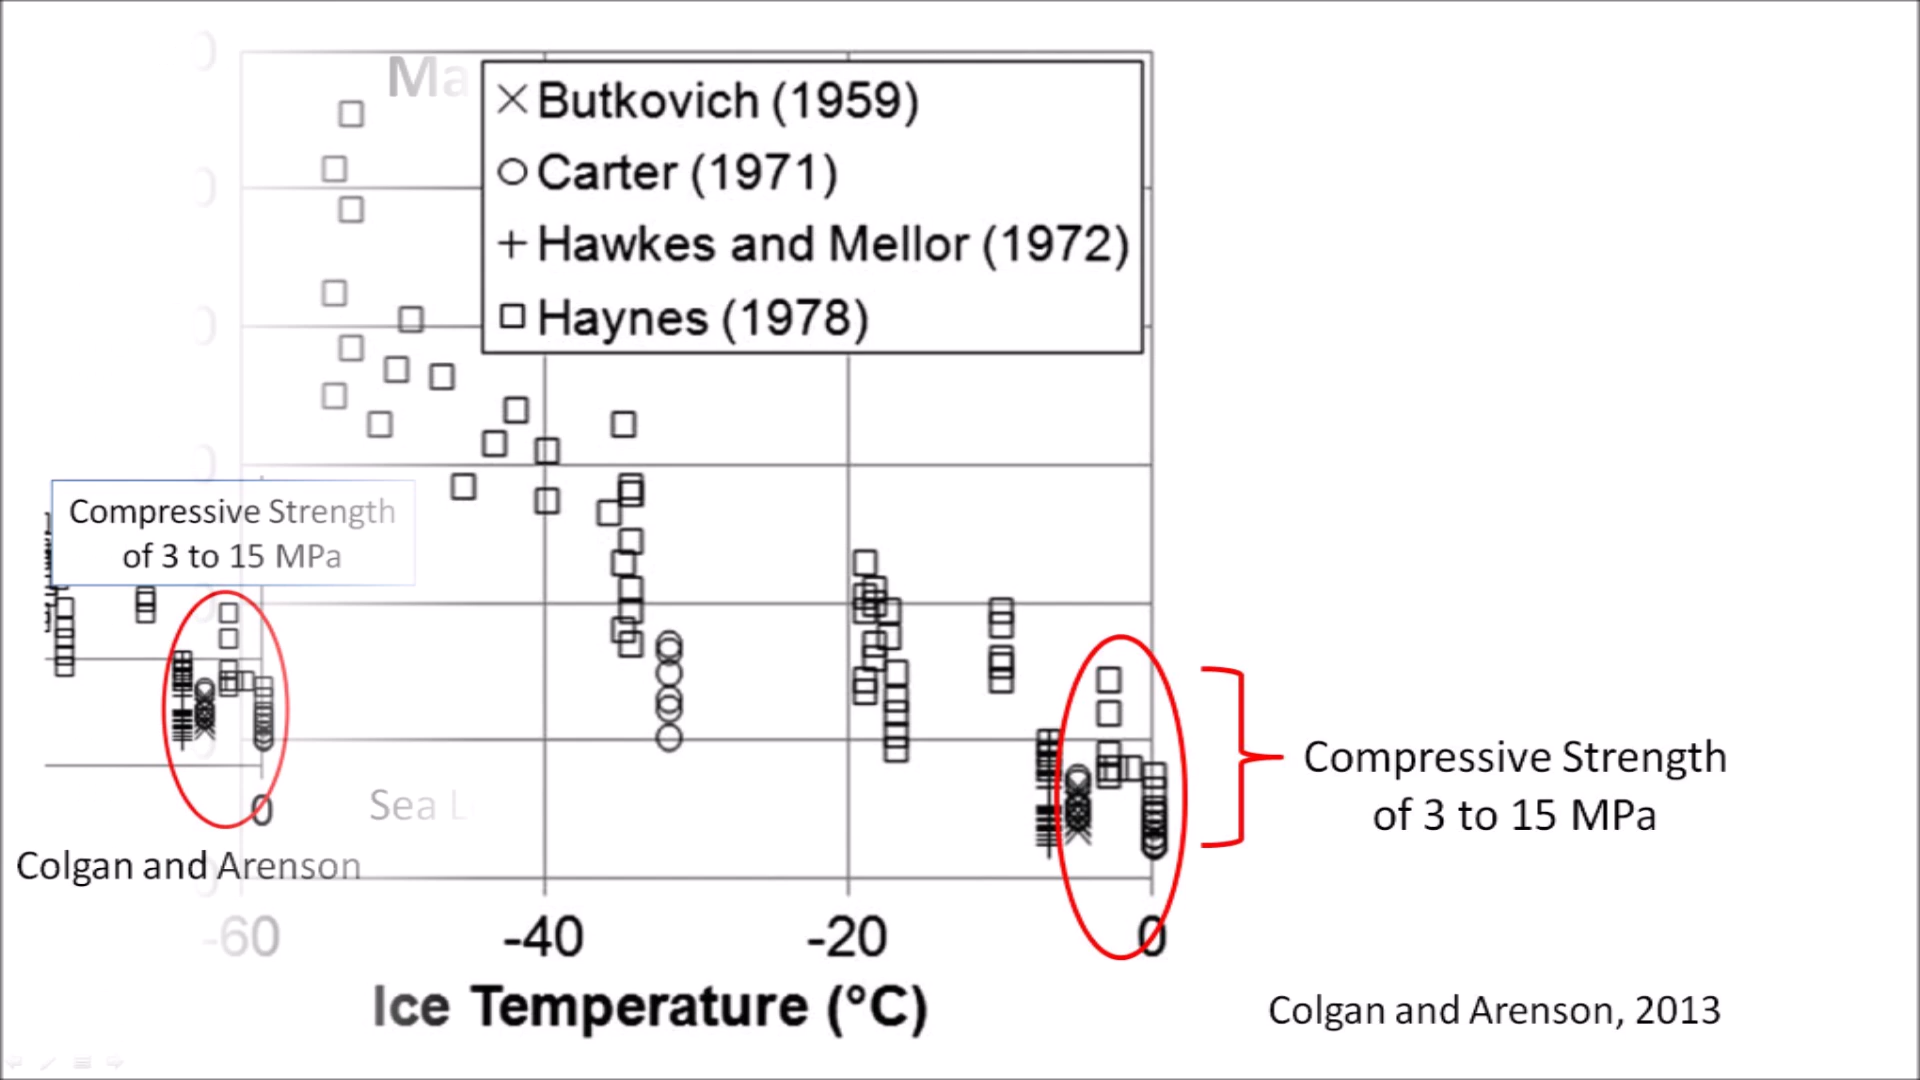 Ma
Butkovich (1959)
Carter (1971)
Hawkes and Mellor (1972)
Haynes (1978)
Compressive Strength
of 3 to 15 MPa
0
Sea L
Colgan and Arenson
-60
-40
-20
0
Ice Temperature (°C)
Compressive Strength
of 3 to 15 MPa
Colgan and Arenson, 2013